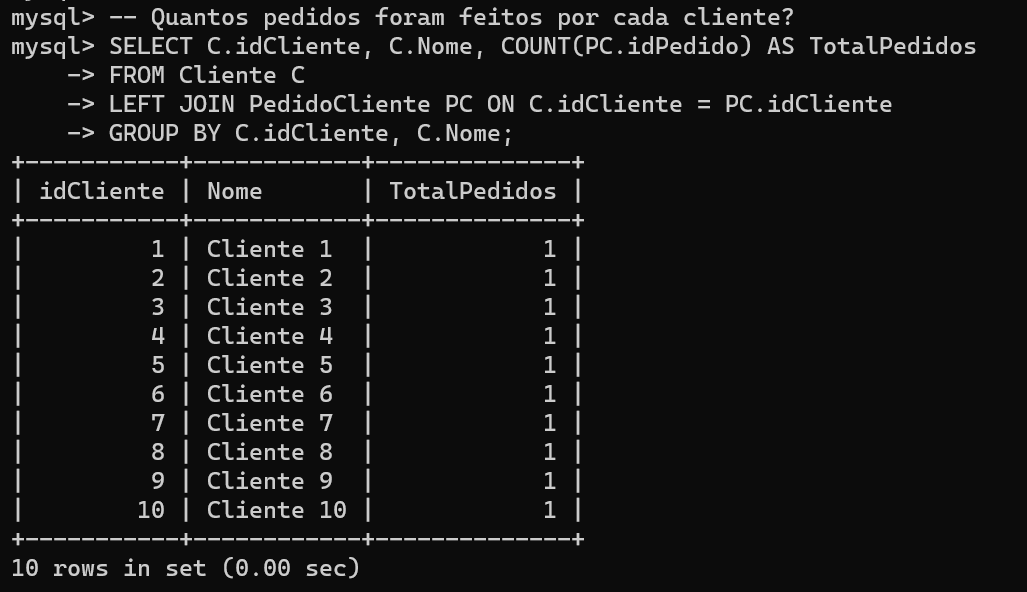 mysql> -- Quantos pedidos foram feitos por cada cliente?
mysql> SELECT C.idCliente, C.Nome, COUNT(PC.idPedido) AS TotalPedidos
    -> FROM Cliente C
    -> LEFT JOIN PedidoCliente PC ON C.idCliente = PC.idCliente
    -> GROUP BY C.idCliente, C.Nome;
+-----------+------------+--------------+
| idCliente | Nome       | TotalPedidos |
+-----------+------------+--------------+
|         1 | Cliente 1  |            1 |
|         2 | Cliente 2  |            1 |
|         3 | Cliente 3  |            1 |
|         4 | Cliente 4  |            1 |
|         5 | Cliente 5  |            1 |
|         6 | Cliente 6  |            1 |
|         7 | Cliente 7  |            1 |
|         8 | Cliente 8  |            1 |
|         9 | Cliente 9  |            1 |
|        10 | Cliente 10 |            1 |
+-----------+------------+--------------+
10 rows in set (0.00 sec)